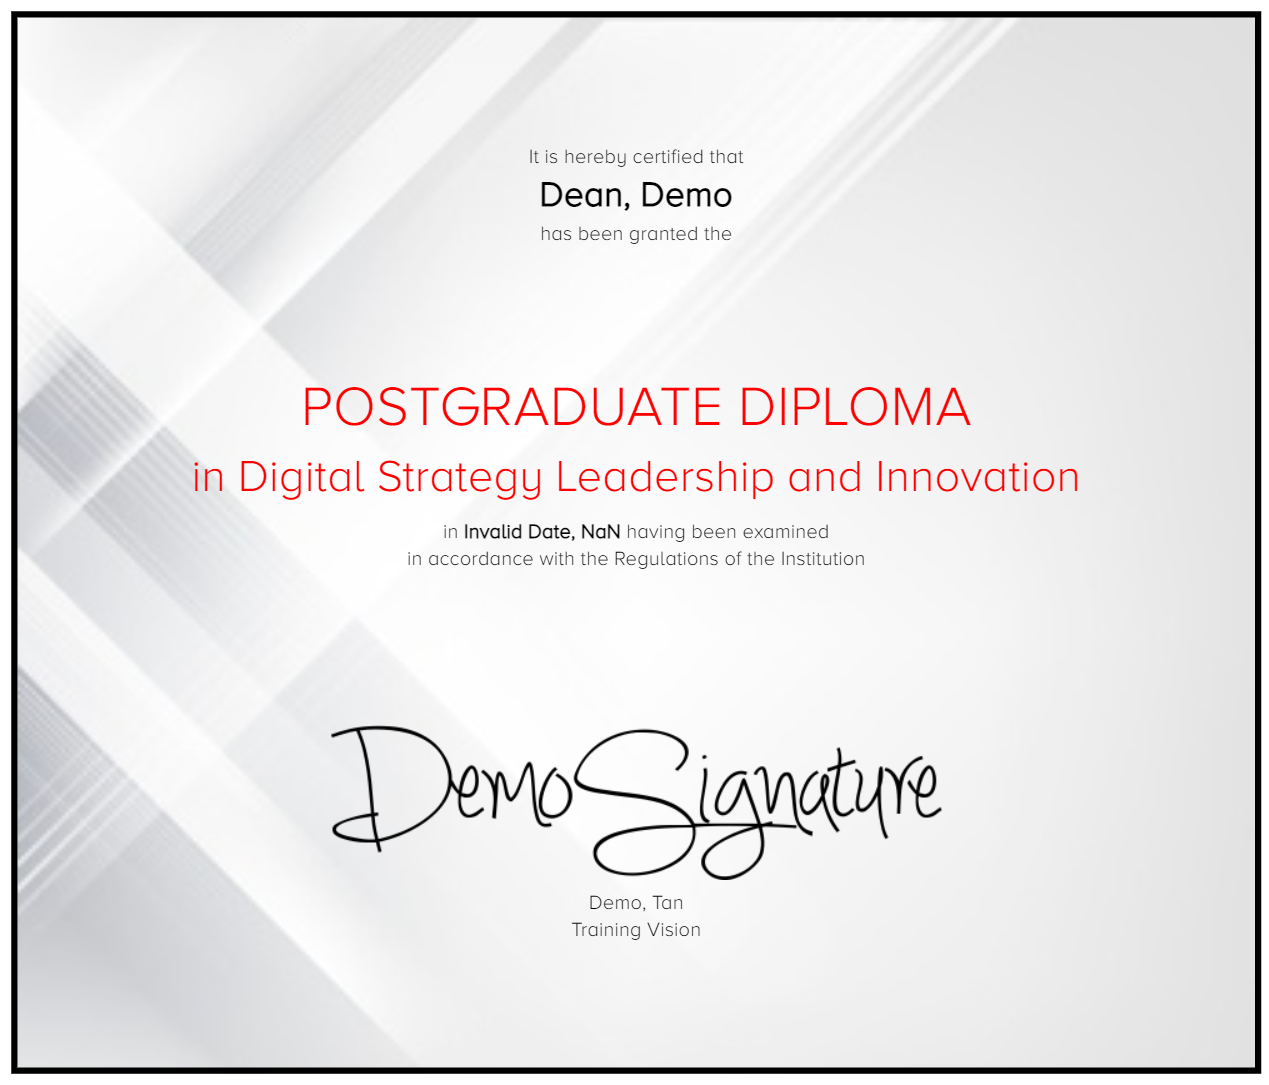 It is hereby certified that
Dean, Demo
has been granted the
POSTGRADUATE DIPLOMA
in Digital Strategy Leadership and Innovation
in Invalid Date, NaN having been examined
in accordance with the Regulations of the Institution
Demo Signature
Demo, Tan
Training Vision